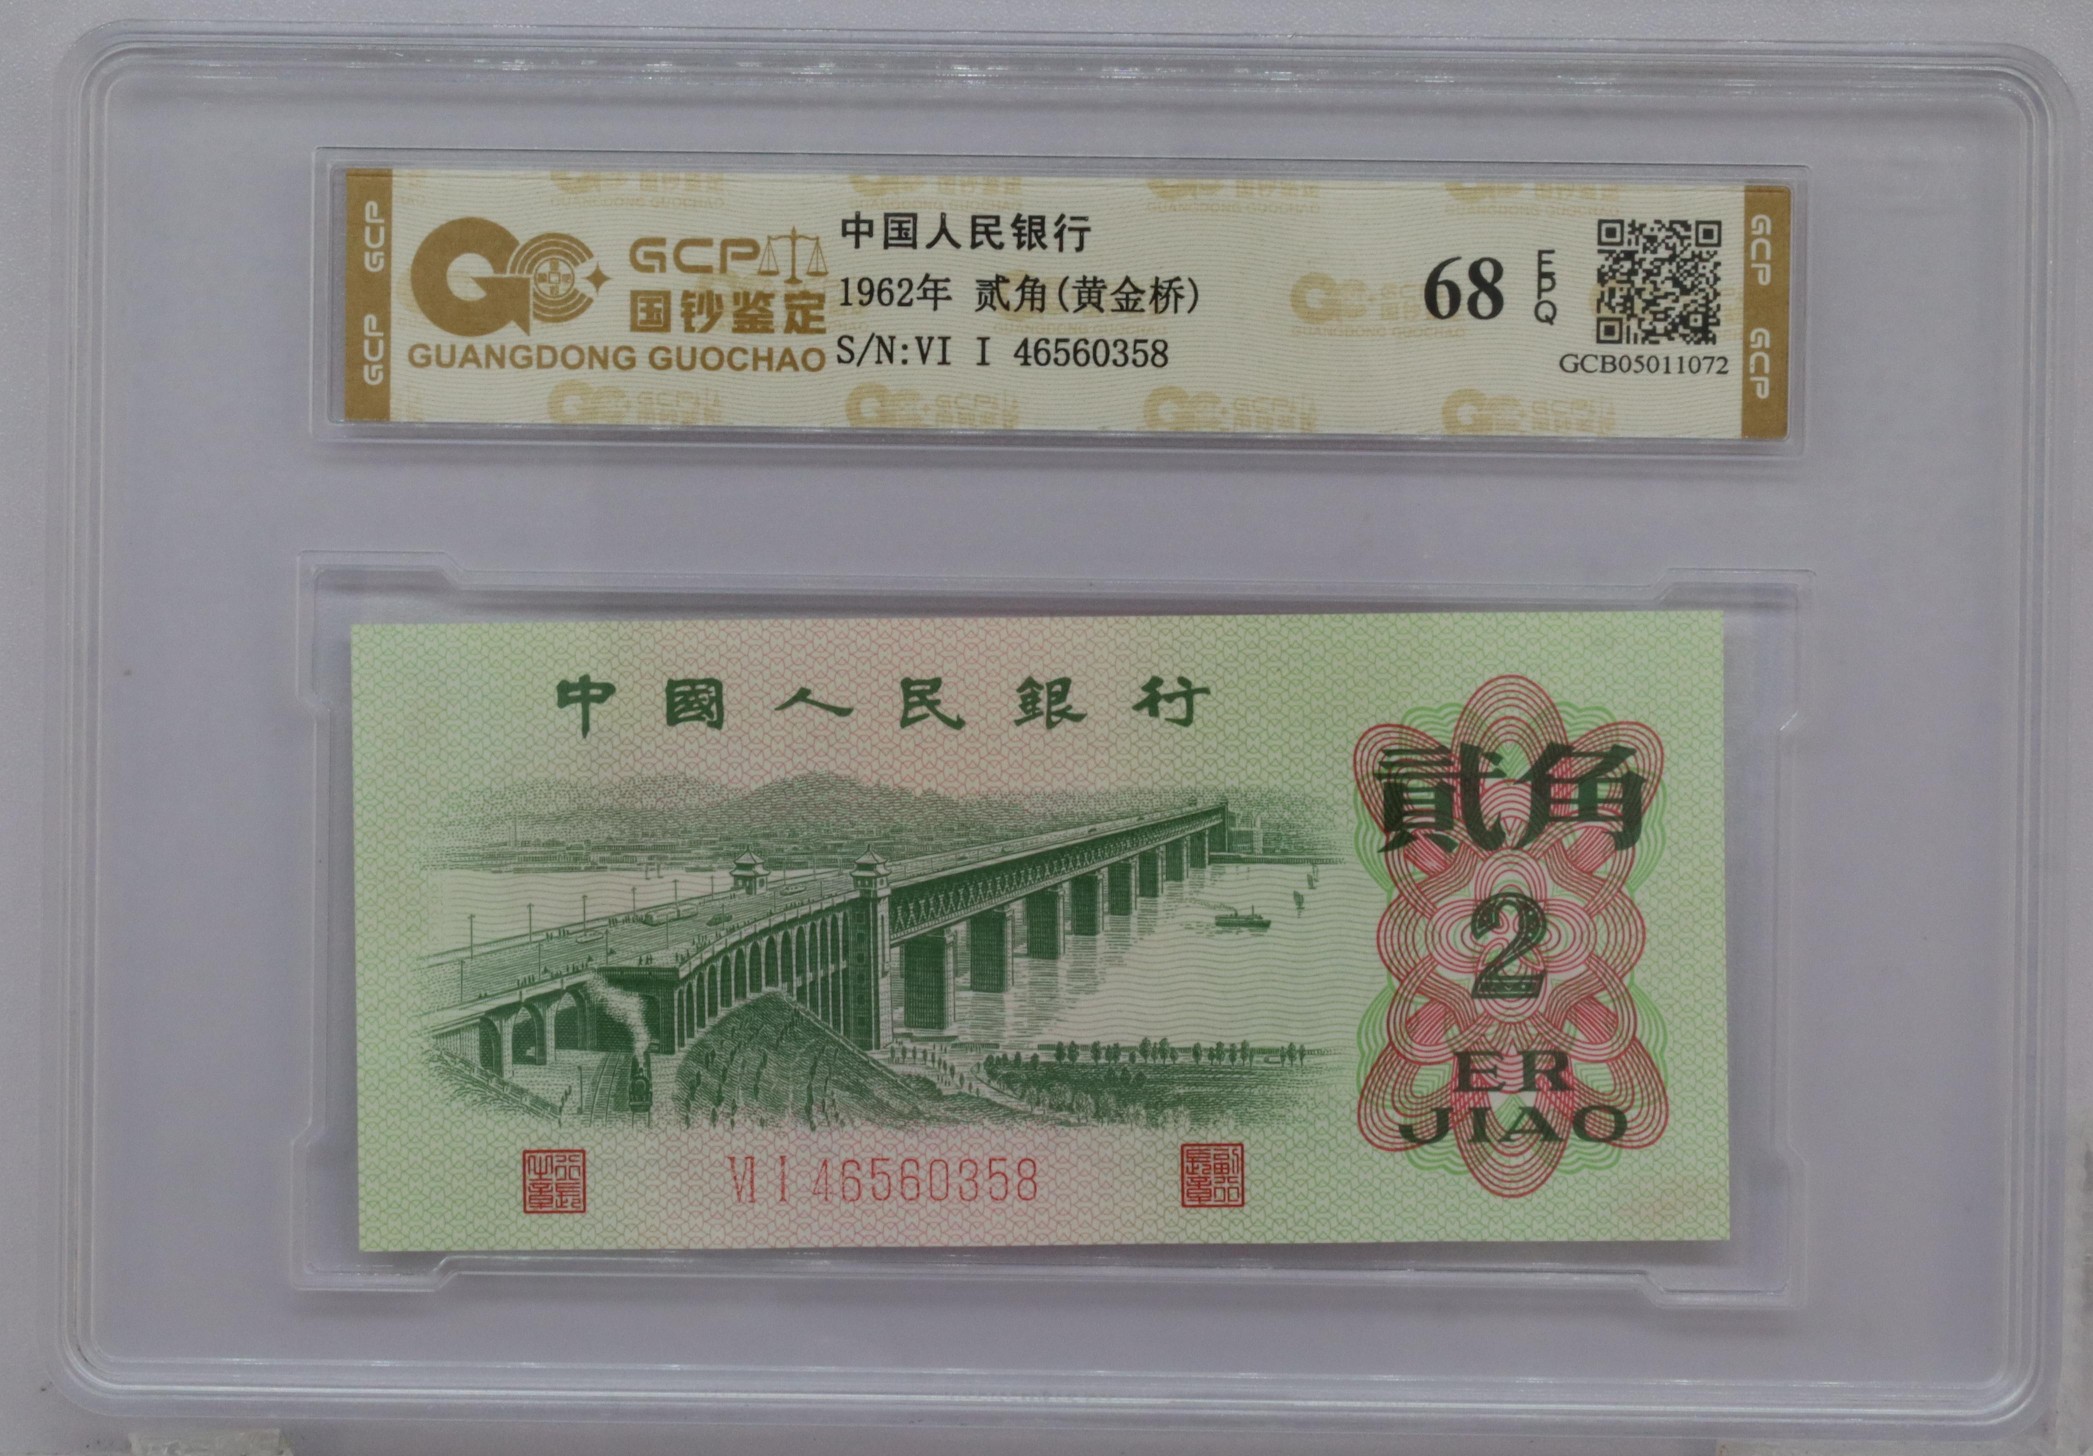 GCP
GCP
GCP
国钞鉴定
GUANGDONG GUOCHAO
中国人民银行
1962年 贰角(黄金桥)
S/N:VI I 46560358
68
EPQ
GCB05011072
GCP
GCP
中國人民銀行
貳角
2
ER
JIAO
VI I 46560358